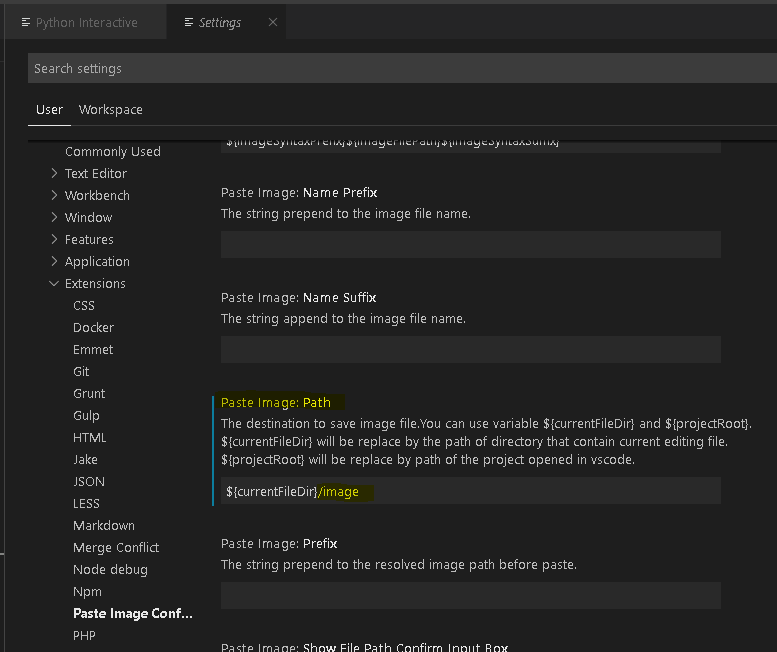 Python Interactive
Settings
Search settings
User
Workspace
${imageSyntaxPrefix}${imageFilePath}${imageSyntaxSuffix}
Commonly Used
Text Editor
Workbench
Window
Features
Application
Extensions
CSS
Docker
Emmet
Git
Grunt
Gulp
HTML
Jake
JSON
LESS
Markdown
Merge Conflict
Node debug
Npm
Paste Image Conf...
PHP
Paste Image: Name Prefix
The string prepend to the image file name.
Paste Image: Name Suffix
The string append to the image file name.
Paste Image: Path
The destination to save image file.You can use variable ${currentFileDir} and ${projectRoot}.
${currentFileDir} will be replace by the path of directory that contain current editing file.
${projectRoot} will be replace by path of the project opened in vscode.
${currentFileDir}/image
Paste Image: Prefix
The string prepend to the resolved image path before paste.
Paste Image: Show File Path Confirm Input Box